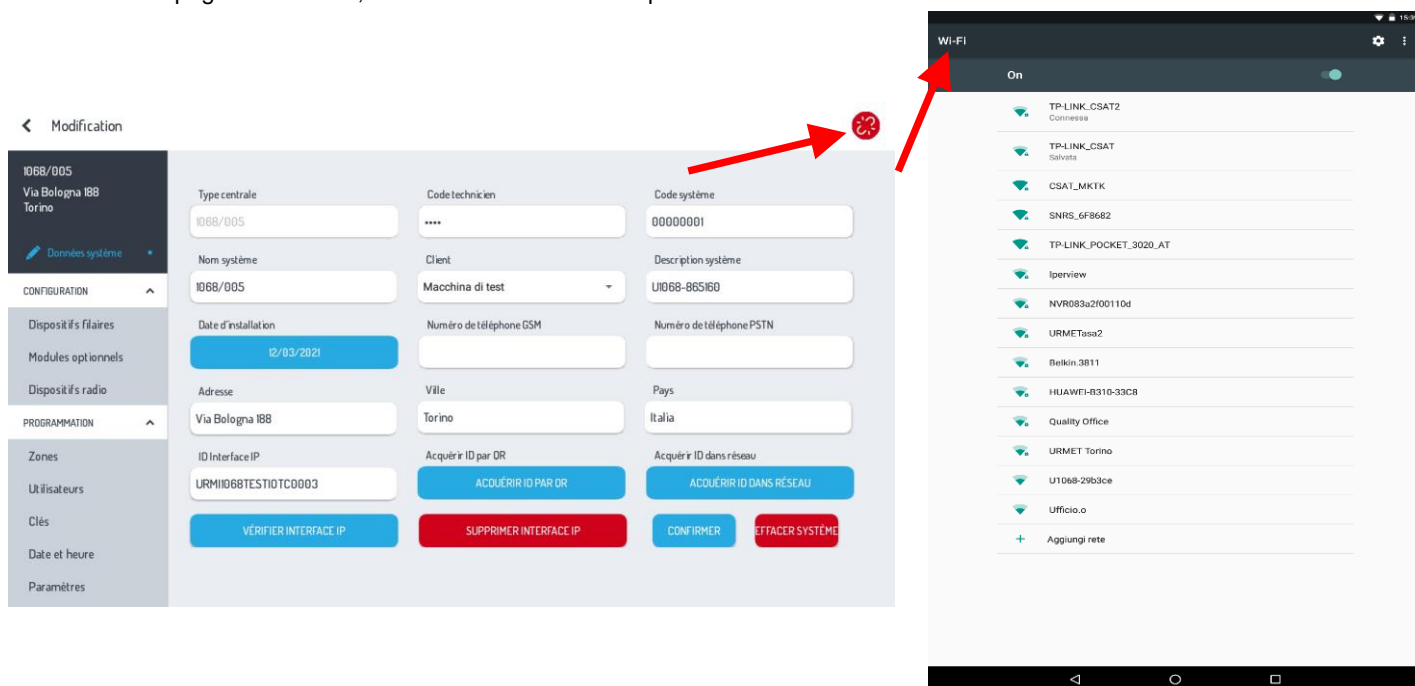 Modification
1068/005
Via Bologna 188
Torino
Données système
CONFIGURATION
Dispositifs filaires
Modules optionnels
Dispositifs radio
PROGRAMMATION
Zones
Utilisateurs
Clés
Date et heure
Paramètres
Type centrale
Code technicien
Code système
1068/005
••••
00000001
Nom système
Client
Description système
1068/005
Macchina di test
U1068-865160
Date d'installation
Numéro de téléphone GSM
Numéro de téléphone PSTN
12/03/2021
Adresse
Ville
Pays
Via Bologna 188
Torino
Italia
ID Interface IP
Acquérir ID par QR
Acquérir ID dans réseau
URMI1068TEST10TC0003
ACQUÉRIR ID PAR QR
ACQUÉRIR ID DANS RÉSEAU
VÉRIFIER INTERFACE IP
SUPPRIMER INTERFACE IP
CONFIRMER
EFFACER SYSTÈME
Wi-Fi
On
TP-LINK_CSAT2
Connessa
TP-LINK_CSAT
Salvata
CSAT_MKTK
SNRS_6F8682
TP-LINK_POCKET_3020_AT
Iperview
NVR083a2f00110d
URMETasa2
Belkin.3811
HUAWEI-B310-33C8
Quality Office
URMET Torino
U1068-29b3ce
Ufficio.o
Aggiungi rete